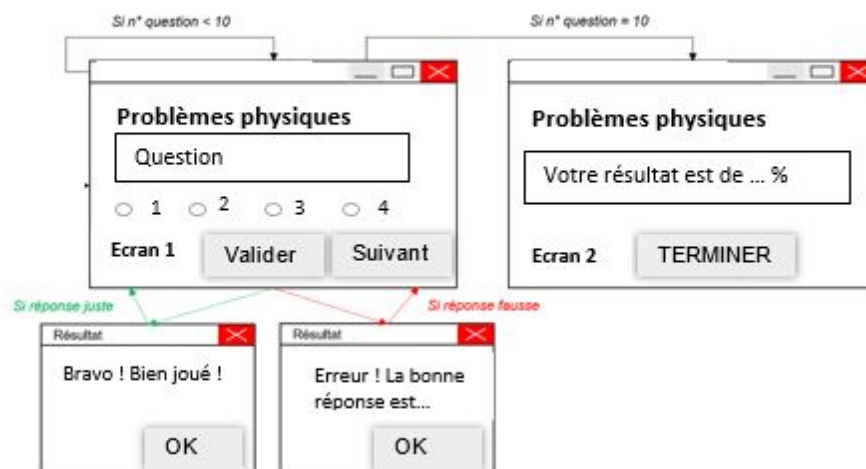 Si n° question < 10
Si n° question = 10
Problèmes physiques
Question
1 2 3 4
Ecran 1
Valider
Suivant
Problèmes physiques
Votre résultat est de ... %
Ecran 2
TERMINER
Si réponse juste
Si réponse fausse
Résultat
Bravo ! Bien joué !
OK
Résultat
Erreur ! La bonne
réponse est...
OK